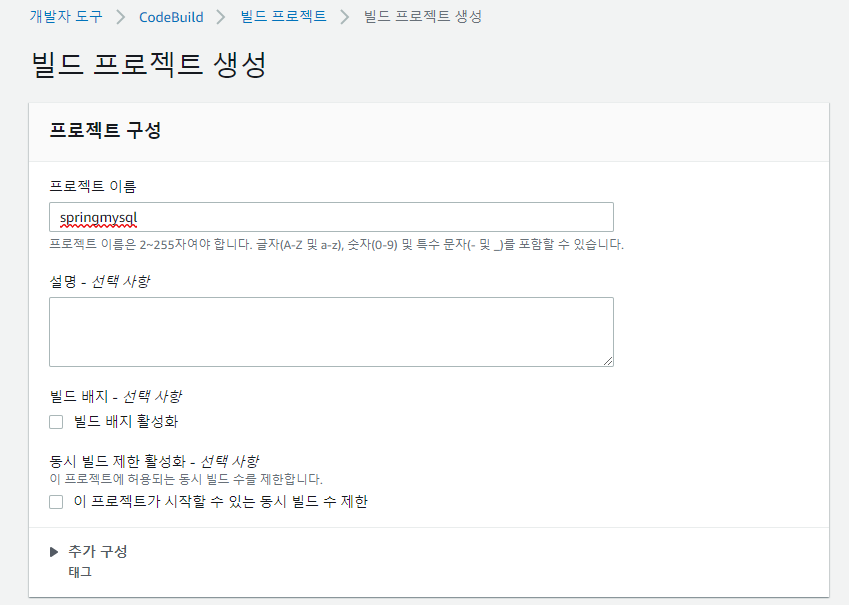 개발자 도구 > CodeBuild > 빌드 프로젝트 > 빌드 프로젝트 생성
빌드 프로젝트 생성
프로젝트 구성
프로젝트 이름
springmysql
프로젝트 이름은 2~255자여야 합니다. 글자(A-Z 및 a-z), 숫자(0-9) 및 특수 문자(- 및 _)를 포함할 수 있습니다.
설명 - 선택 사항
빌드 배지 - 선택 사항
빌드 배지 활성화
동시 빌드 제한 활성화 - 선택 사항
이 프로젝트에 허용되는 동시 빌드 수를 제한합니다.
이 프로젝트가 시작할 수 있는 동시 빌드 수 제한
추가 구성
태그